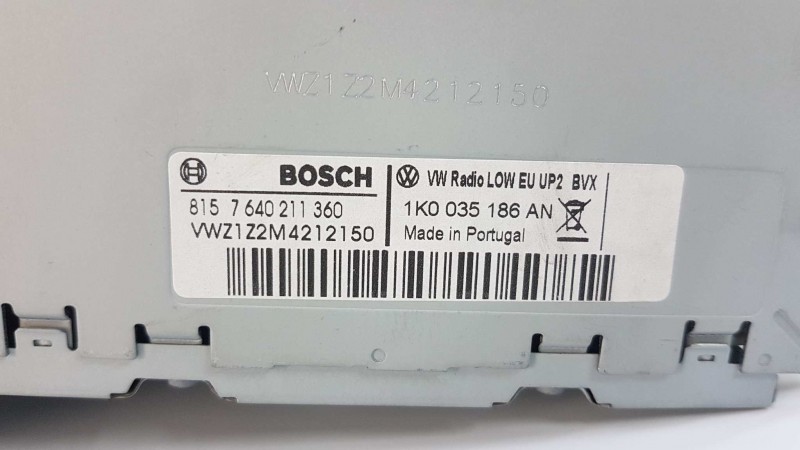 VWZ1Z2M4212150
BOSCH
815 7 640 211 360
VWZ1Z2M4212150
VW Radio LOW EU UP2 BVX
1K0 035 186 AN
Made in Portugal